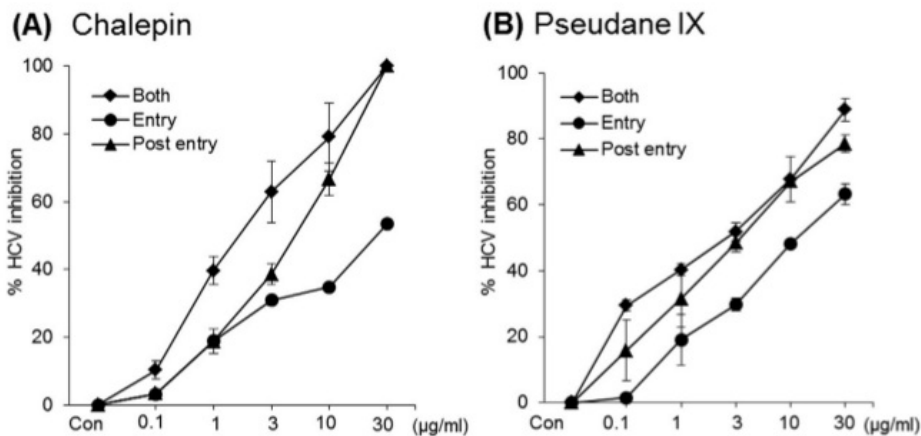 (A) Chalepin
% HCV inhibition
100
80
60
40
20
0
Both
Entry
Post entry
Con 0.1 1 3 10 30 (µg/ml)
(B) Pseudane IX
% HCV inhibition
100
80
60
40
20
0
Both
Entry
Post entry
Con 0.1 1 3 10 30 (µg/ml)